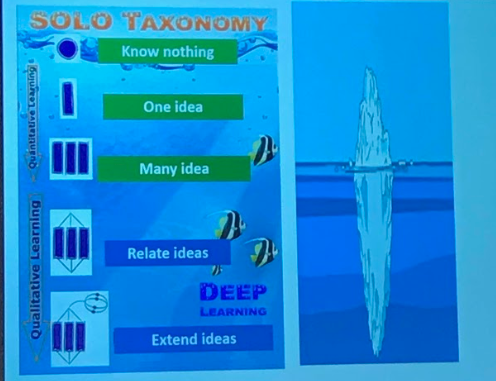 SOLO TAXONOMY
Know nothing
One idea
Quantitative Learning
Many idea
Qualitative Learning
Relate ideas
DEEP
LEARNING
Extend ideas